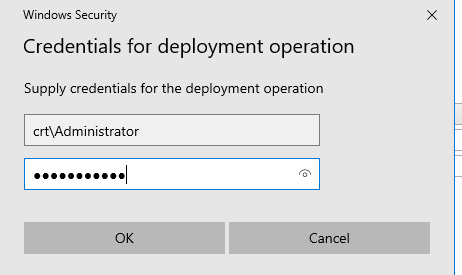 Windows Security
Credentials for deployment operation
Supply credentials for the deployment operation
crt\Administrator
●●●●●●●●●●●
OK
Cancel